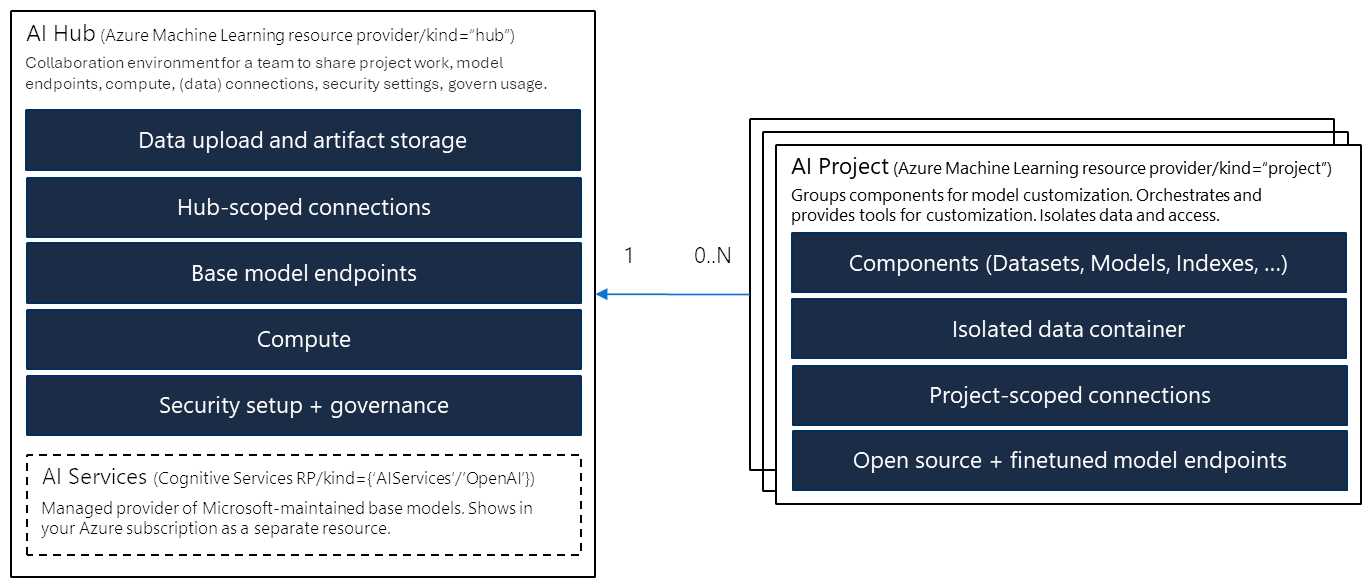 AI Hub (Azure Machine Learning resource provider/kind=“hub”)
Collaboration environment for a team to share project work, model
endpoints, compute, (data) connections, security settings, govern usage.
Data upload and artifact storage
Hub-scoped connections
Base model endpoints
Compute
Security setup + governance
AI Services (Cognitive Services RP/kind={‘AIServices’/’OpenAI’})
Managed provider of Microsoft-maintained base models. Shows in
your Azure subscription as a separate resource.
1 0..N
AI Project (Azure Machine Learning resource provider/kind=“project”)
Groups components for model customization. Orchestrates and
provides tools for customization. Isolates data and access.
Components (Datasets, Models, Indexes, ...)
Isolated data container
Project-scoped connections
Open source + finetuned model endpoints